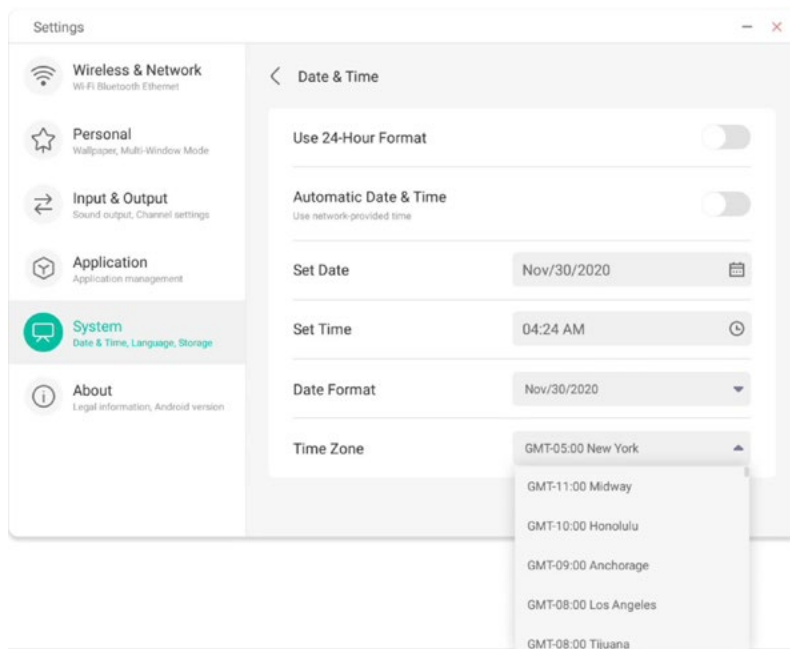 Settings
Wireless & Network
Wi-Fi Bluetooth Ethernet
Personal
Wallpaper, Multi-Window Mode
Input & Output
Sound output, Channel settings
Application
Application management
System
Date & Time, Language, Storage
About
Legal information, Android version
Date & Time
Use 24-Hour Format
Automatic Date & Time
Use network-provided time
Set Date
Nov/30/2020
Set Time
04:24 AM
Date Format
Nov/30/2020
Time Zone
GMT-05:00 New York
GMT-11:00 Midway
GMT-10:00 Honolulu
GMT-09:00 Anchorage
GMT-08:00 Los Angeles
GMT-08:00 Tijuana